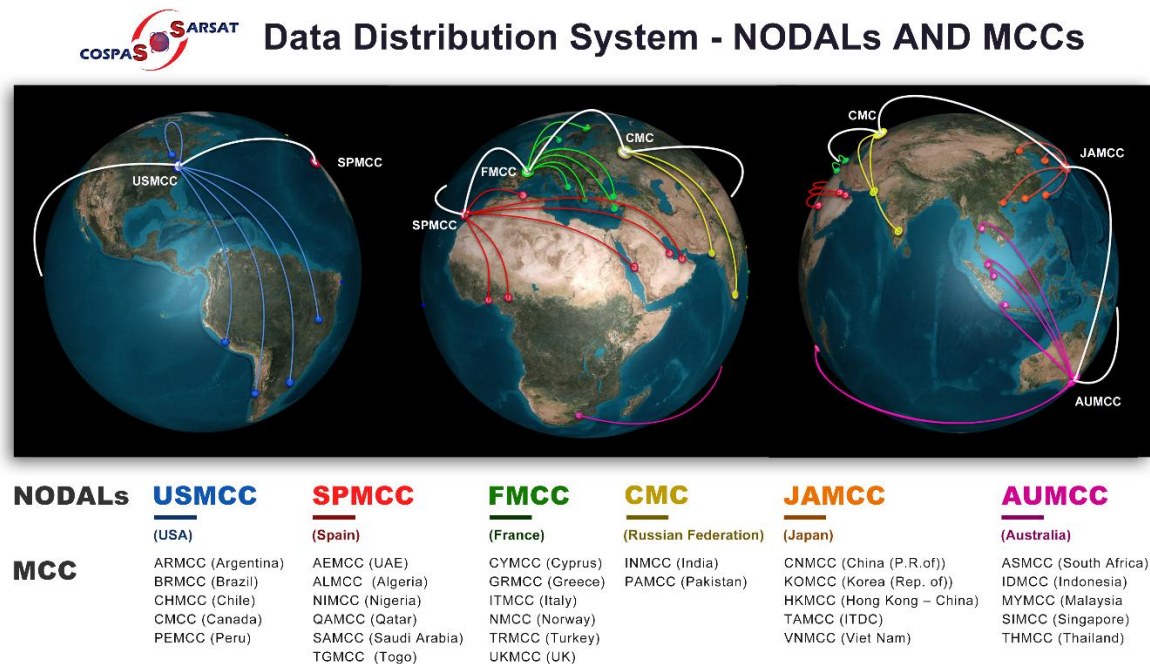 COSPAS SARSAT
Data Distribution System - NODALs AND MCCs
USMCC
SPMCC
FMCC
CMC
SPMCC
CMC
JAMCC
AUMCC
NODALs USMCC SPMCC FMCC CMC JAMCC AUMCC
(USA) (Spain) (France) (Russian Federation) (Japan) (Australia)
MCC
ARMCC (Argentina) AEMCC (UAE) CYMCC (Cyprus) INMCC (India) CNMCC (China (P.R.of)) ASMCC (South Africa)
BRMCC (Brazil) ALMCC (Algeria) GRMCC (Greece) PAMCC (Pakistan) KOMCC (Korea (Rep. of)) IDMCC (Indonesia)
CHMCC (Chile) NIMCC (Nigeria) ITMCC (Italy) HKMCC (Hong Kong – China) MYMCC (Malaysia
CMCC (Canada) QAMCC (Qatar) NMCC (Norway) TAMCC (ITDC) SIMCC (Singapore)
PEMCC (Peru) SAMCC (Saudi Arabia) TRMCC (Turkey) VNMCC (Viet Nam) THMCC (Thailand)
TGMCC (Togo) UKMCC (UK)